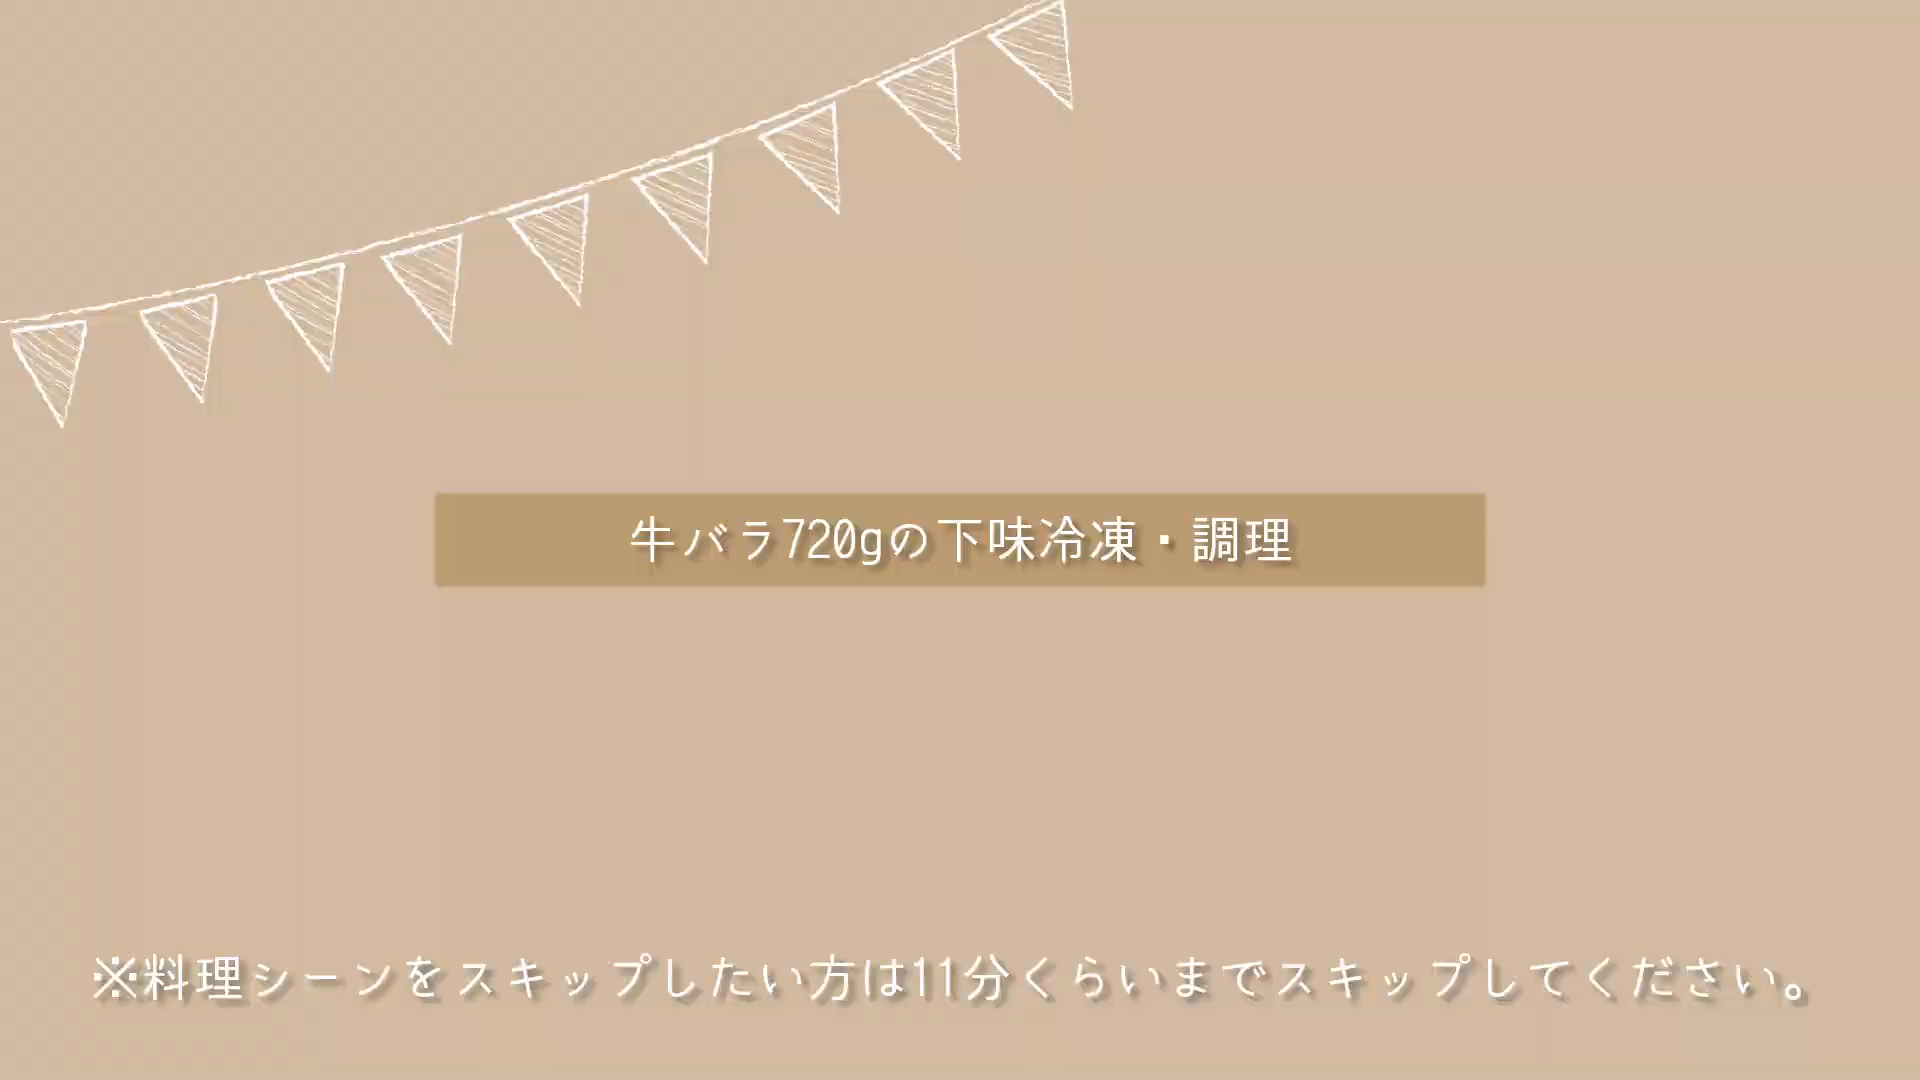 牛バラ720gの下味冷凍・調理
※料理シーンをスキップしたい方は11分くらいまでスキップしてください。